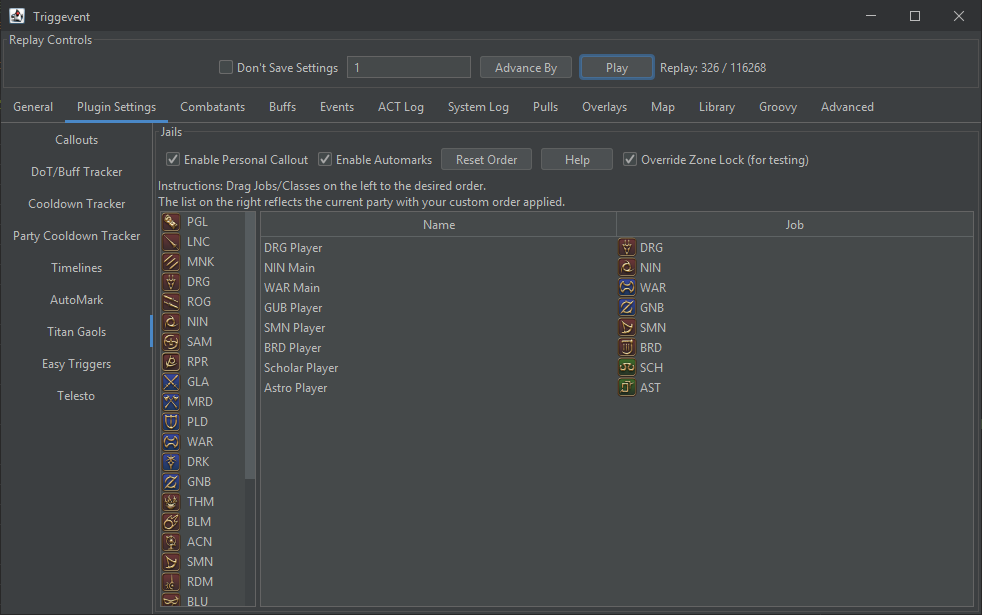 Triggevent
Replay Controls
Don't Save Settings 1 Advance By Play Replay: 326 / 116268
General Plugin Settings Combatants Buffs Events ACT Log System Log Pulls Overlays Map Library Groovy Advanced
Callouts
DoT/Buff Tracker
Cooldown Tracker
Party Cooldown Tracker
Timelines
AutoMark
Titan Gaols
Easy Triggers
Telesto
Jails
Enable Personal Callout Enable Automarks Reset Order Help Override Zone Lock (for testing)
Instructions: Drag Jobs/Classes on the left to the desired order.
The list on the right reflects the current party with your custom order applied.
PGL
LNC
MNK
DRG
ROG
NIN
SAM
RPR
GLA
MRD
PLD
WAR
DRK
GNB
THM
BLM
ACN
SMN
RDM
BLU
Name Job
DRG Player DRG
NIN Main NIN
WAR Main WAR
GUB Player GNB
SMN Player SMN
BRD Player BRD
Scholar Player SCH
Astro Player AST